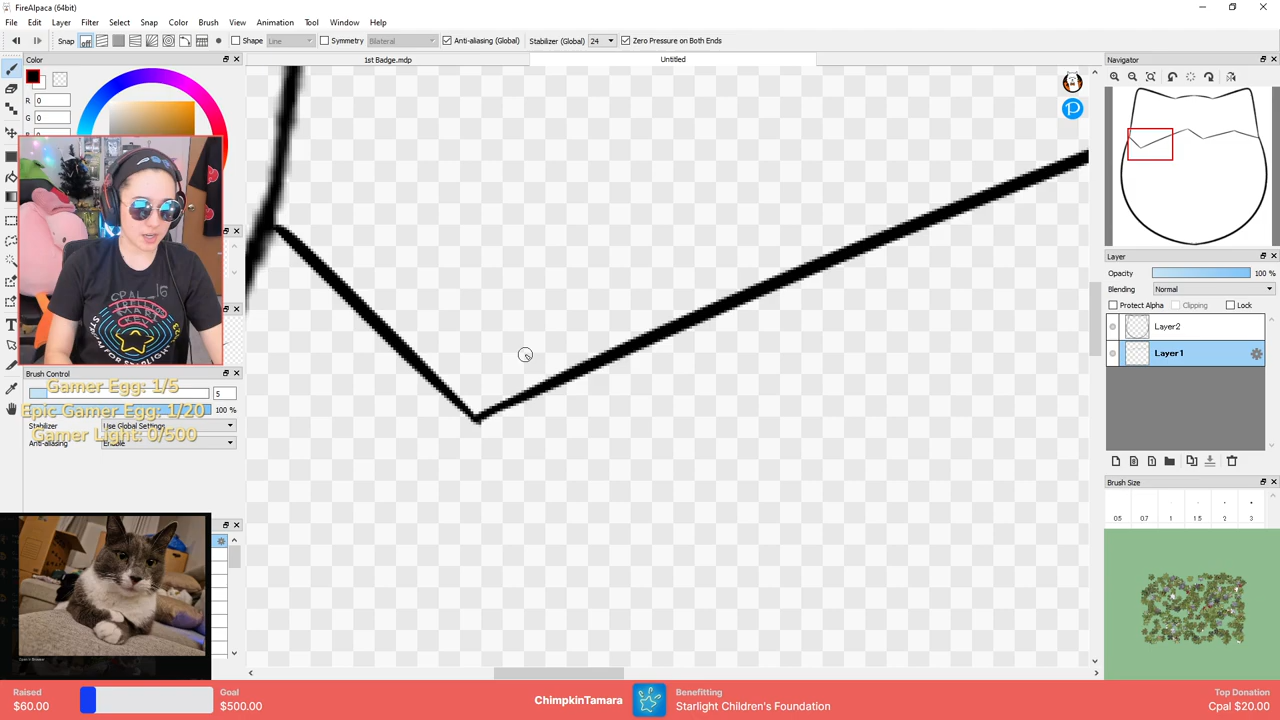 FireAlpaca (64bit)
File Edit Layer Filter Select Snap Color Brush View Animation Tool Window Help
Snap off Shape Line Symmetry Bilateral Anti-aliasing (Global) Stabilizer (Global) 24 Zero Pressure on Both Ends
Color
1st Badge.mdp
Untitled
Navigator
R 0
G 0
CPAL_16
Layer
Opacity 100 %
Blending Normal
Protect Alpha Clipping Lock
Layer2
Layer1
Brush Control
5
100 %
Stabilizer Use Global Settings
Anti-aliasing Enable
Gamer Egg: 1/5
Epic Gamer Egg: 1/20
Gamer Light: 0/500
Brush Size
0.5 0.7 1 1.5 2 3
Raised
$60.00
Goal
$500.00
ChimpkinTamara
Benefitting
Starlight Children's Foundation
Top Donation
Cpal $20.00